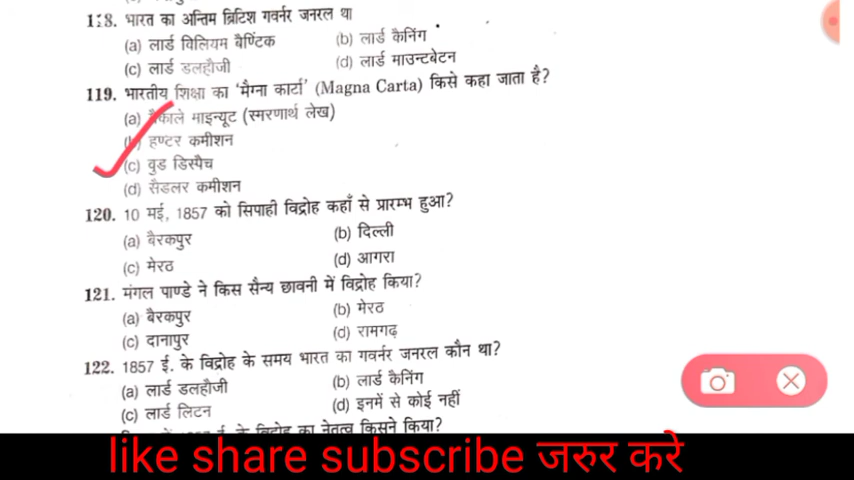 118. भारत का अन्तिम ब्रिटिश गवर्नर जनरल था
(a) लार्ड विलियम बैण्टिक (b) लार्ड कैनिंग
(c) लार्ड डलहौजी (d) लार्ड माउन्टबेटन
119. भारतीय शिक्षा का 'मैग्ना कार्टा' (Magna Carta) किसे कहा जाता है?
(a) मैकाले माइन्यूट (स्मरणार्थ लेख)
(b) हण्टर कमीशन
(c) वुड डिस्पैच
(d) सैडलर कमीशन
120. 10 मई, 1857 को सिपाही विद्रोह कहाँ से प्रारम्भ हुआ?
(a) बैरकपुर (b) दिल्ली
(c) मेरठ (d) आगरा
121. मंगल पाण्डे ने किस सैन्य छावनी में विद्रोह किया?
(a) बैरकपुर (b) मेरठ
(c) दानापुर (d) रामगढ़
122. 1857 ई. के विद्रोह के समय भारत का गवर्नर जनरल कौन था?
(a) लार्ड डलहौजी (b) लार्ड कैनिंग
(c) लार्ड लिटन (d) इनमें से कोई नहीं
ई. के विद्रोह का नेतृत्व किसने किया?
like share subscribe जरुर करे